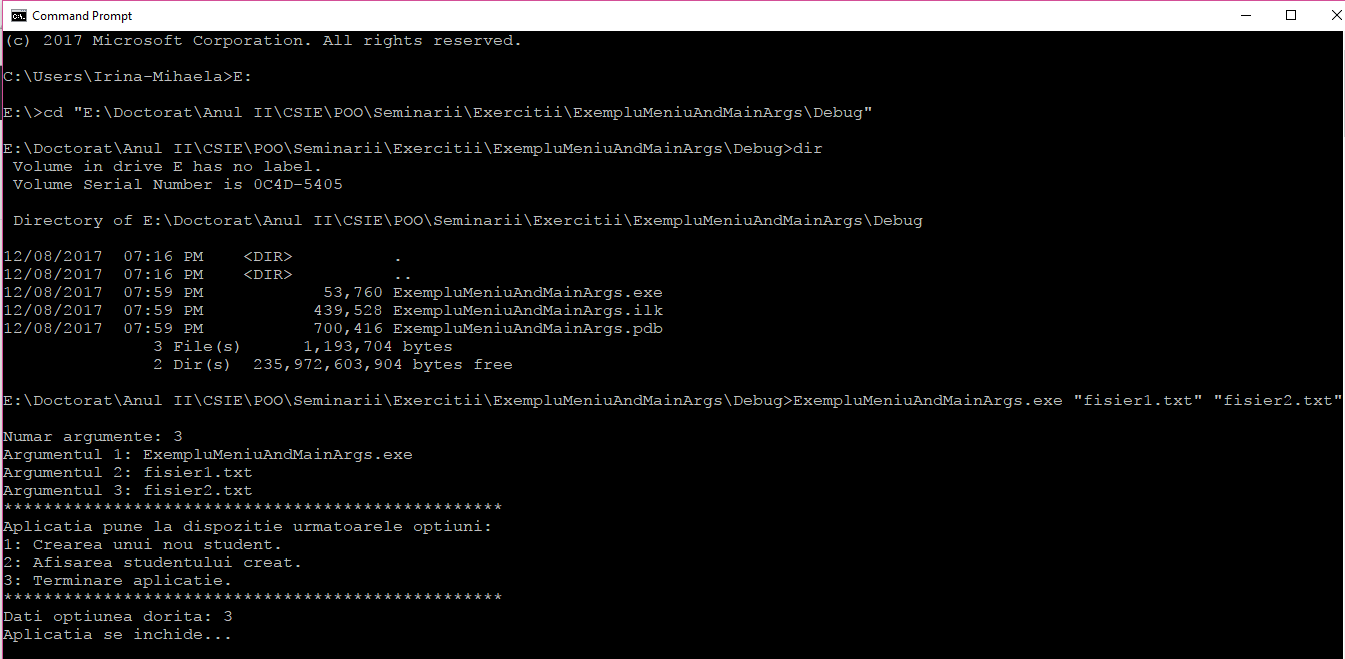 Command Prompt
(c) 2017 Microsoft Corporation. All rights reserved.
C:\Users\Irina-Mihaela>E:
E:\>cd "E:\Doctorat\Anul II\CSIE\POO\Seminarii\Exercitii\ExempluMeniuAndMainArgs\Debug"
E:\Doctorat\Anul II\CSIE\POO\Seminarii\Exercitii\ExempluMeniuAndMainArgs\Debug>dir
Volume in drive E has no label.
Volume Serial Number is 0C4D-5405
Directory of E:\Doctorat\Anul II\CSIE\POO\Seminarii\Exercitii\ExempluMeniuAndMainArgs\Debug
12/08/2017  07:16 PM    <DIR>          .
12/08/2017  07:16 PM    <DIR>          ..
12/08/2017  07:59 PM            53,760 ExempluMeniuAndMainArgs.exe
12/08/2017  07:59 PM           439,528 ExempluMeniuAndMainArgs.ilk
12/08/2017  07:59 PM           700,416 ExempluMeniuAndMainArgs.pdb
3 File(s)      1,193,704 bytes
2 Dir(s)  235,972,603,904 bytes free
E:\Doctorat\Anul II\CSIE\POO\Seminarii\Exercitii\ExempluMeniuAndMainArgs\Debug>ExempluMeniuAndMainArgs.exe "fisier1.txt" "fisier2.txt"
Numar argumente: 3
Argumentul 1: ExempluMeniuAndMainArgs.exe
Argumentul 2: fisier1.txt
Argumentul 3: fisier2.txt
**************************************************
Aplicatia pune la dispozitie urmatoarele optiuni:
1: Crearea unui nou student.
2: Afisarea studentului creat.
3: Terminare aplicatie.
**************************************************
Dati optiunea dorita: 3
Aplicatia se inchide...